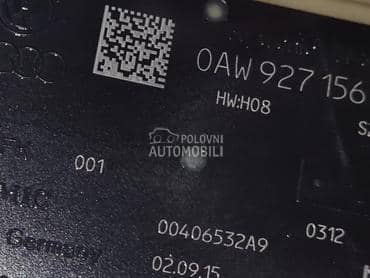 0AW 927 156
HW:H08
POLOVNI
AUTOMOBILI
001
00406532A9
0312
Germany
02.09.15